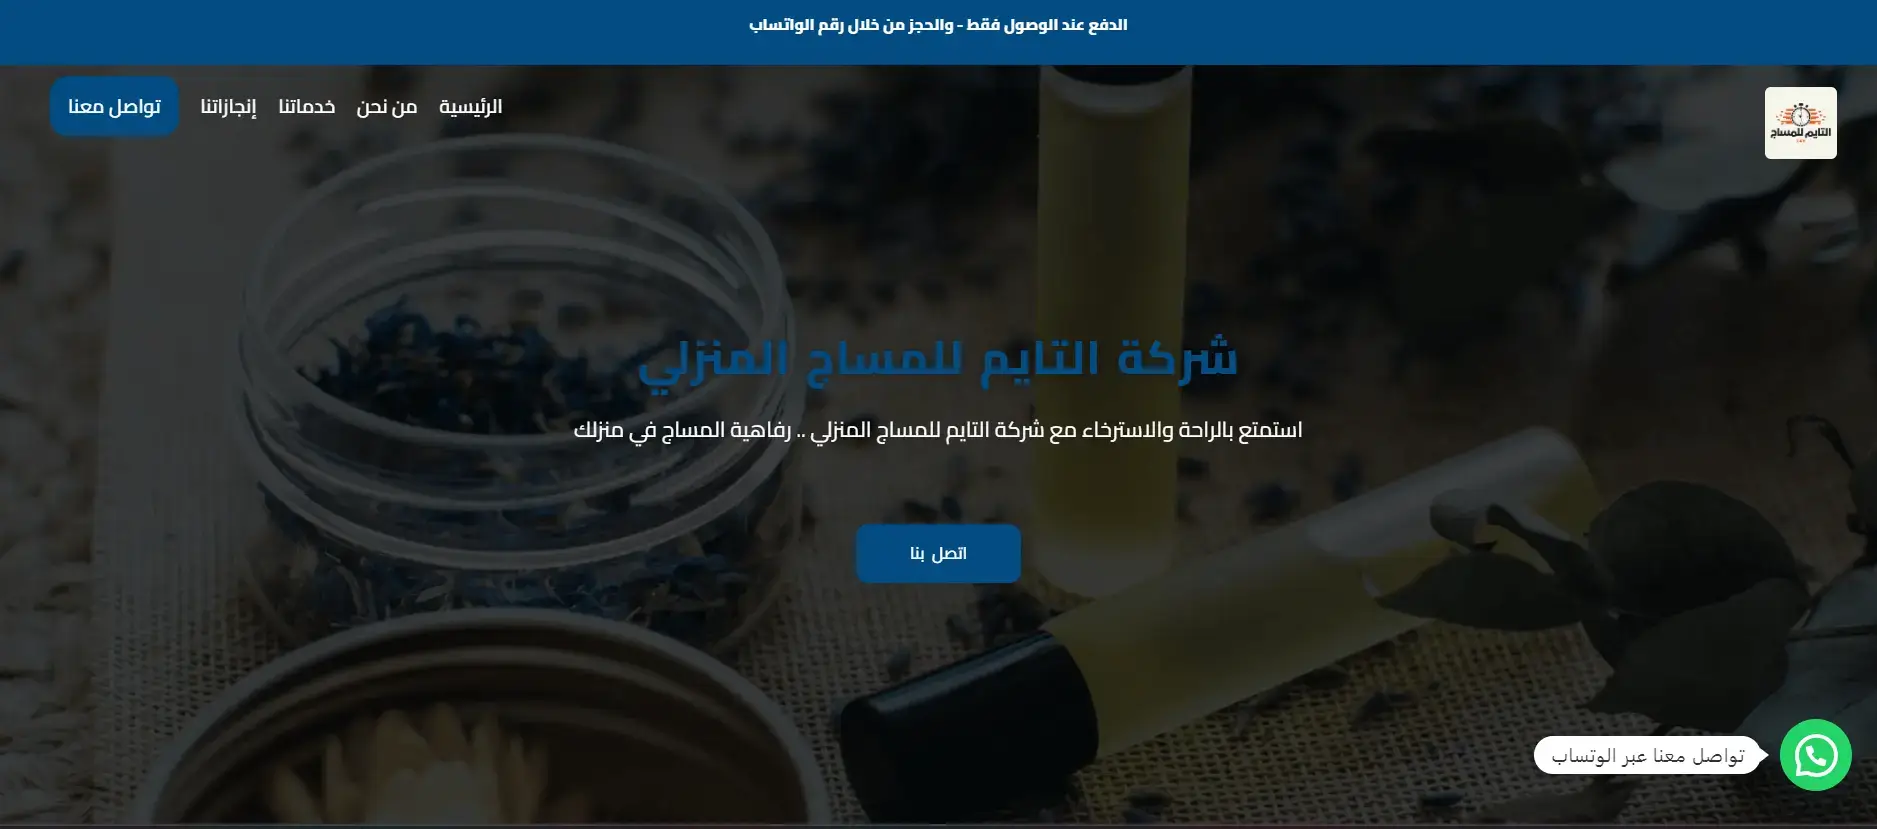 الدفع عند الوصول فقط - والحجز من خلال رقم الواتساب
التايم للمساج
الرئيسية
من نحن
خدماتنا
إنجازاتنا
تواصل معنا
شركة التايم للمساج المنزلي
استمتع بالراحة والاسترخاء مع شركة التايم للمساج المنزلي .. رفاهية المساج في منزلك
اتصل بنا
تواصل معنا عبر الوتساب